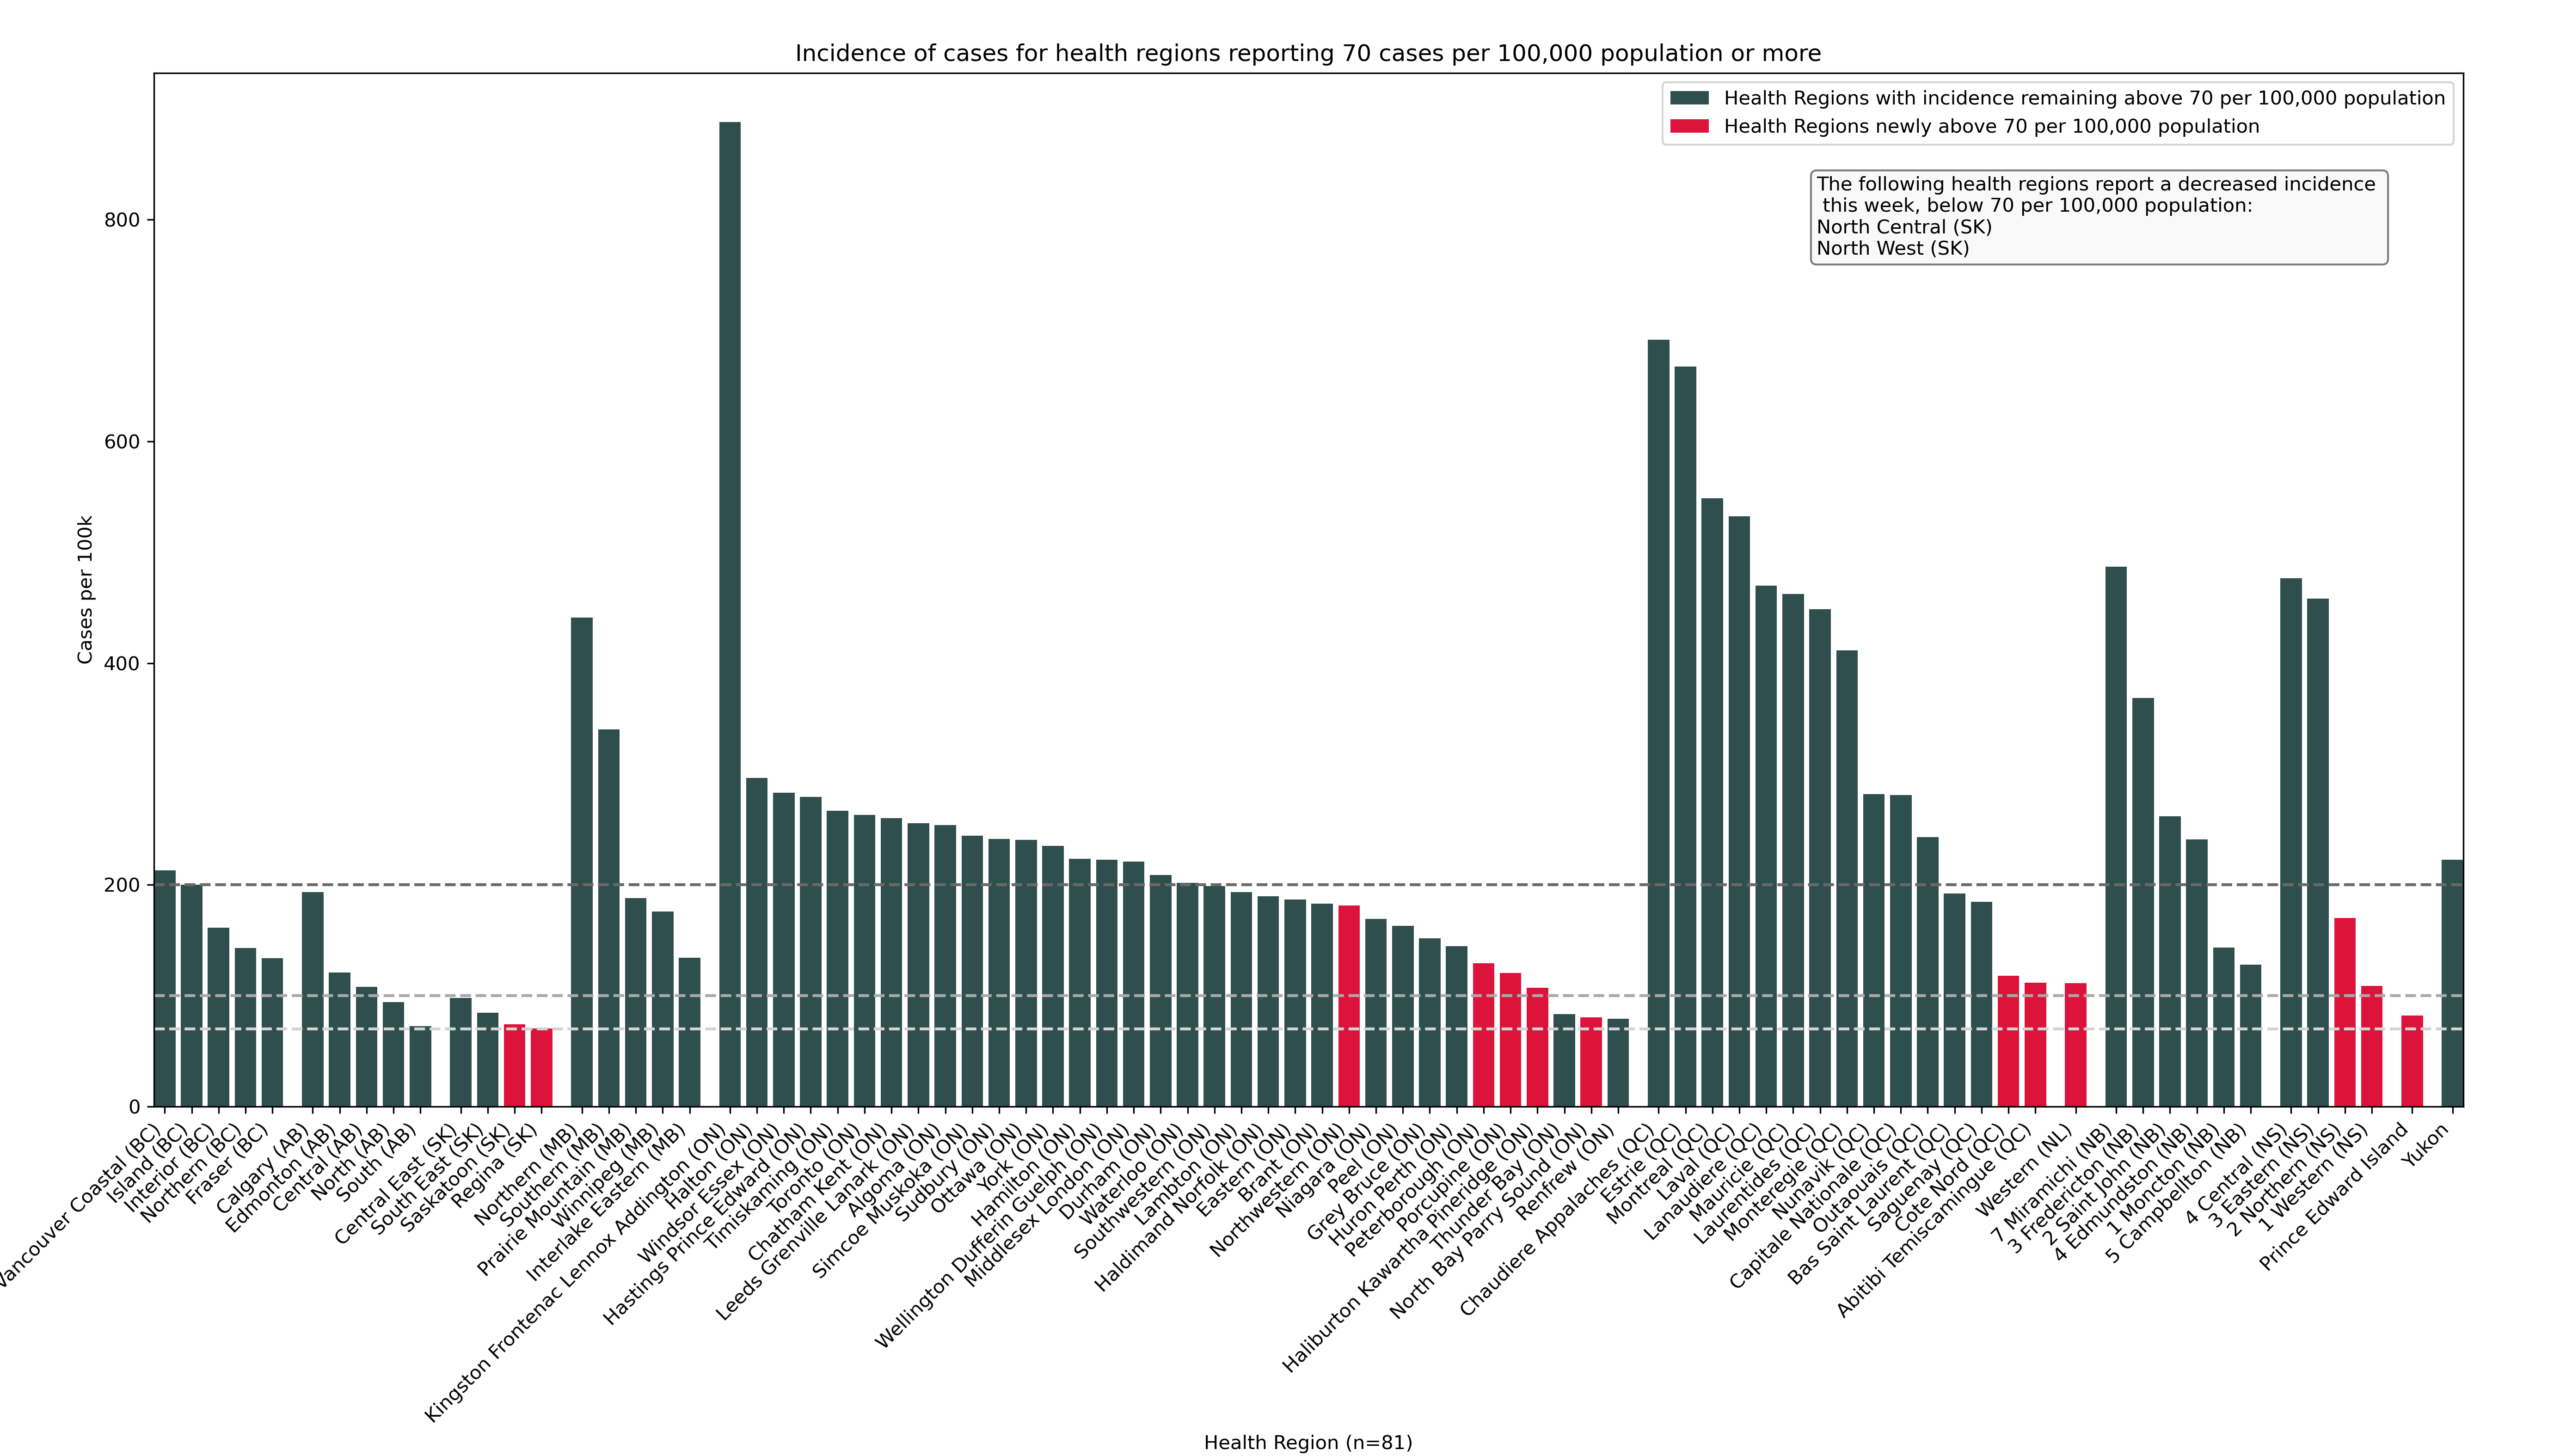 Incidence of cases for health regions reporting 70 cases per 100,000 population or more
Health Regions with incidence remaining above 70 per 100,000 population
Health Regions newly above 70 per 100,000 population
The following health regions report a decreased incidence
this week, below 70 per 100,000 population:
North Central (SK)
North West (SK)
Cases per 100k
800
600
400
200
0
Vancouver Coastal (BC)
Island (BC)
Interior (BC)
Northern (BC)
Fraser (BC)
Calgary (AB)
Edmonton (AB)
Central (AB)
North (AB)
South (AB)
Central East (SK)
South East (SK)
Saskatoon (SK)
Regina (SK)
Northern (MB)
Southern (MB)
Prairie Mountain (MB)
Winnipeg (MB)
Interlake Eastern (MB)
Kingston Frontenac Lennox Addington (ON)
Halton (ON)
Windsor Essex (ON)
Hastings Prince Edward (ON)
Timiskaming (ON)
Toronto (ON)
Chatham Kent (ON)
Leeds Grenville Lanark (ON)
Algoma (ON)
Simcoe Muskoka (ON)
Sudbury (ON)
Ottawa (ON)
York (ON)
Hamilton (ON)
Wellington Dufferin Guelph (ON)
Middlesex London (ON)
Durham (ON)
Waterloo (ON)
Southwestern (ON)
Lambton (ON)
Haldimand Norfolk (ON)
Eastern (ON)
Brant (ON)
Niagara (ON)
Northwestern (ON)
Peel (ON)
Grey Bruce (ON)
Huron Perth (ON)
Peterborough (ON)
Porcupine (ON)
Haliburton Kawartha Pineridge (ON)
Thunder Bay (ON)
North Bay Parry Sound (ON)
Renfrew (ON)
Chaudiere Appalaches (QC)
Estrie (QC)
Montreal (QC)
Laval (QC)
Lanaudiere (QC)
Mauricie (QC)
Laurentides (QC)
Monteregie (QC)
Nunavik (QC)
Capitale Nationale (QC)
Outaouais (QC)
Bas Saint Laurent (QC)
Saguenay (QC)
Cote Nord (QC)
Abitibi Temiscamingue (QC)
Western (NL)
7 Miramichi (NB)
3 Fredericton (NB)
2 Saint John (NB)
4 Edmundston (NB)
1 Moncton (NB)
5 Campbellton (NB)
4 Central (NS)
3 Eastern (NS)
2 Northern (NS)
1 Western (NS)
Prince Edward Island
Yukon
Health Region (n=81)